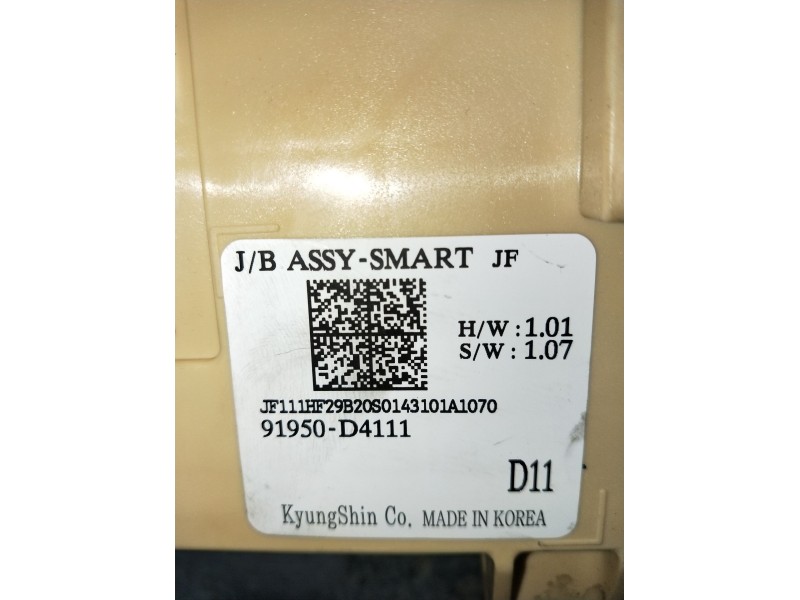 J/B ASSY-SMART JF
H/W : 1.01
S/W : 1.07
JF111HF29B20S0143101A1070
91950-D4111
D11
KyungShin Co. MADE IN KOREA